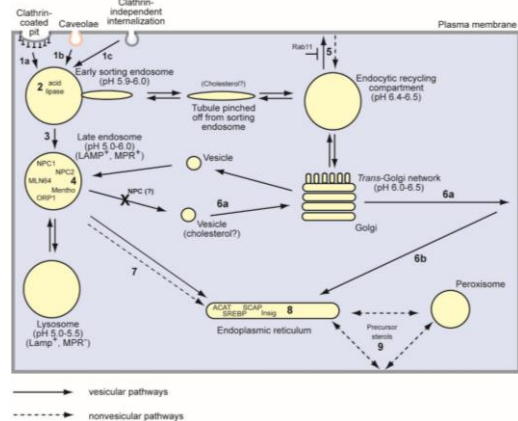 Clathrin-
coated
pit
Caveolae
Clathrin-
independent
internalization
Plasma membrane
1a
1b
1c
Rab11
5
2
acid
lipase
Early sorting endosome
(pH 5.9-6.0)
(Cholesterol?)
Tubule pinched
off from sorting
endosome
Endocytic recycling
compartment
(pH 6.4-6.5)
3
Late endosome
(pH 5.0-6.0)
(LAMP+, MPR+)
NPC1
NPC2
MLN64
4
Mentho
ORP1
Vesicle
NPC (?)
X
6a
Vesicle
(cholesterol?)
Trans-Golgi network
(pH 6.0-6.5)
Golgi
6a
6b
7
Lysosome
(pH 5.0-5.5)
(Lamp+, MPR-)
ACAT SCAP
SREBP Insig
8
Endoplasmic reticulum
Peroxisome
Precursor
sterols
9
vesicular pathways
nonvesicular pathways